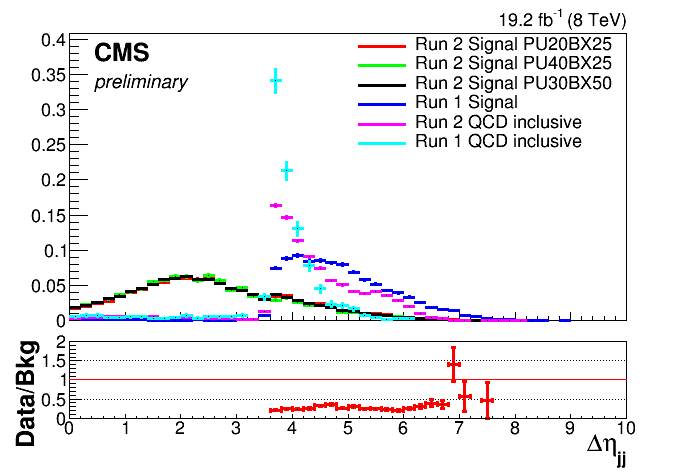 19.2 fb⁻¹ (8 TeV)
CMS
preliminary
Run 2 Signal PU20BX25
Run 2 Signal PU40BX25
Run 2 Signal PU30BX50
Run 1 Signal
Run 2 QCD inclusive
Run 1 QCD inclusive
0.4
0.35
0.3
0.25
0.2
0.15
0.1
0.05
0
Data/Bkg
2
1.5
1
0.5
0
0 1 2 3 4 5 6 7 8 9 10
Δηjj